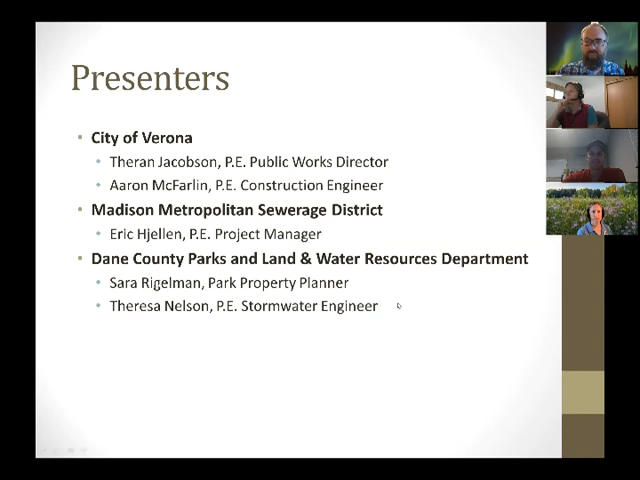 Presenters
City of Verona
Theran Jacobson, P.E. Public Works Director
Aaron McFarlin, P.E. Construction Engineer
Madison Metropolitan Sewerage District
Eric Hjellen, P.E. Project Manager
Dane County Parks and Land & Water Resources Department
Sara Rigelman, Park Property Planner
Theresa Nelson, P.E. Stormwater Engineer